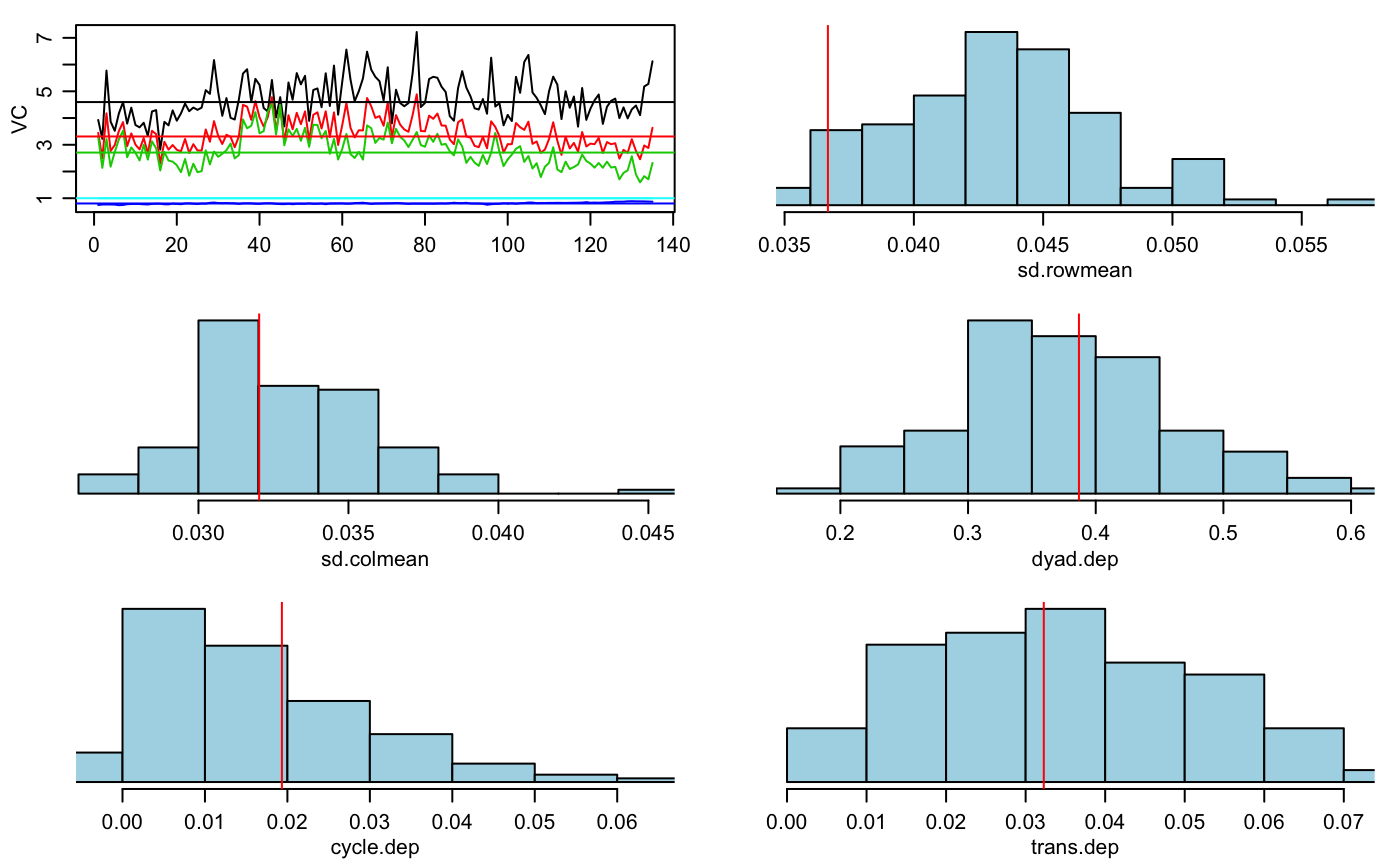 VC
7
5
3
1
0 20 40 60 80 100 120 140
0.035 0.040 0.045 0.050 0.055
sd.rowmean
0.030 0.035 0.040 0.045
sd.colmean
0.2 0.3 0.4 0.5 0.6
dyad.dep
0.00 0.01 0.02 0.03 0.04 0.05 0.06
cycle.dep
0.00 0.01 0.02 0.03 0.04 0.05 0.06 0.07
trans.dep